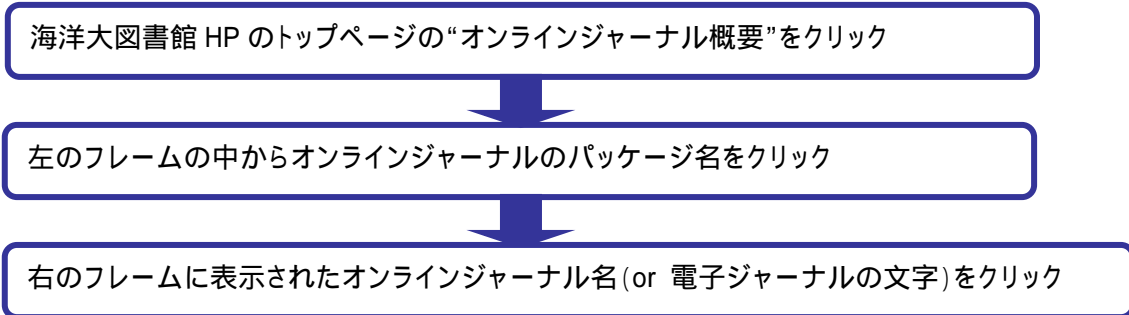 海洋大図書館 HP のトップページの“オンラインジャーナル概要”をクリック
左のフレームの中からオンラインジャーナルのパッケージ名をクリック
右のフレームに表示されたオンラインジャーナル名(or 電子ジャーナルの文字)をクリック